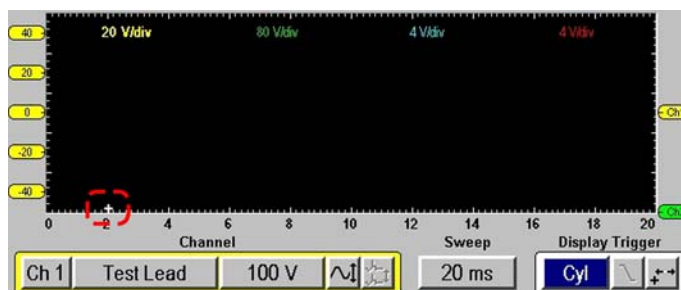 40 20 V/div 80 V/div 4 V/div 4 V/div
20
0 Ch
-20
-40
Ch
0 2 4 6 8 10 12 14 16 18 20
Channel Sweep Display Trigger
Ch 1 Test Lead 100 V 20 ms Cyl